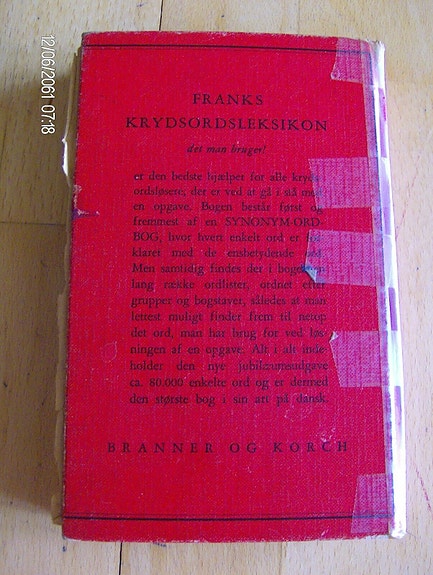 12/06/2061 07:18
FRANKS
KRYDSORDSLEKSIKON
det man bruger!
er den bedste hjælper for alle kryds-
ordsløsere, der er ved at gå i stå med
en opgave. Bogen består først og
fremmest af en SYNONYM-ORD-
BOG, hvor hvert enkelt ord er for-
klaret med de ensbetydende ord.
Men samtidig findes der i bogen en
lang række ordlister, ordnet efter
grupper og bogstaver, således at man
lettest muligt finder frem til netop
det ord, man har brug for ved løs-
ningen af en opgave. Alt i alt inde-
holder den nye jubilæumsudgave
ca. 80.000 enkelte ord og er dermed
den største bog i sin art på dansk.
BRANNER OG KORCH